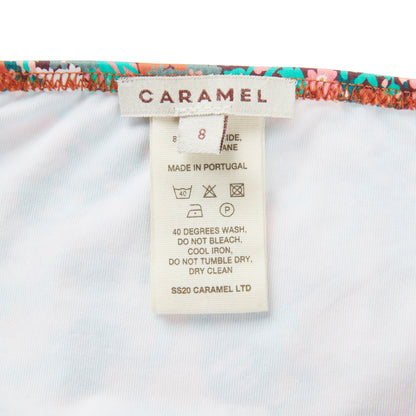 CARAMEL
8
MADE IN PORTUGAL
40
P
40 DEGREES WASH,
DO NOT BLEACH,
COOL IRON,
DO NOT TUMBLE DRY,
DRY CLEAN
SS20 CARAMEL LTD